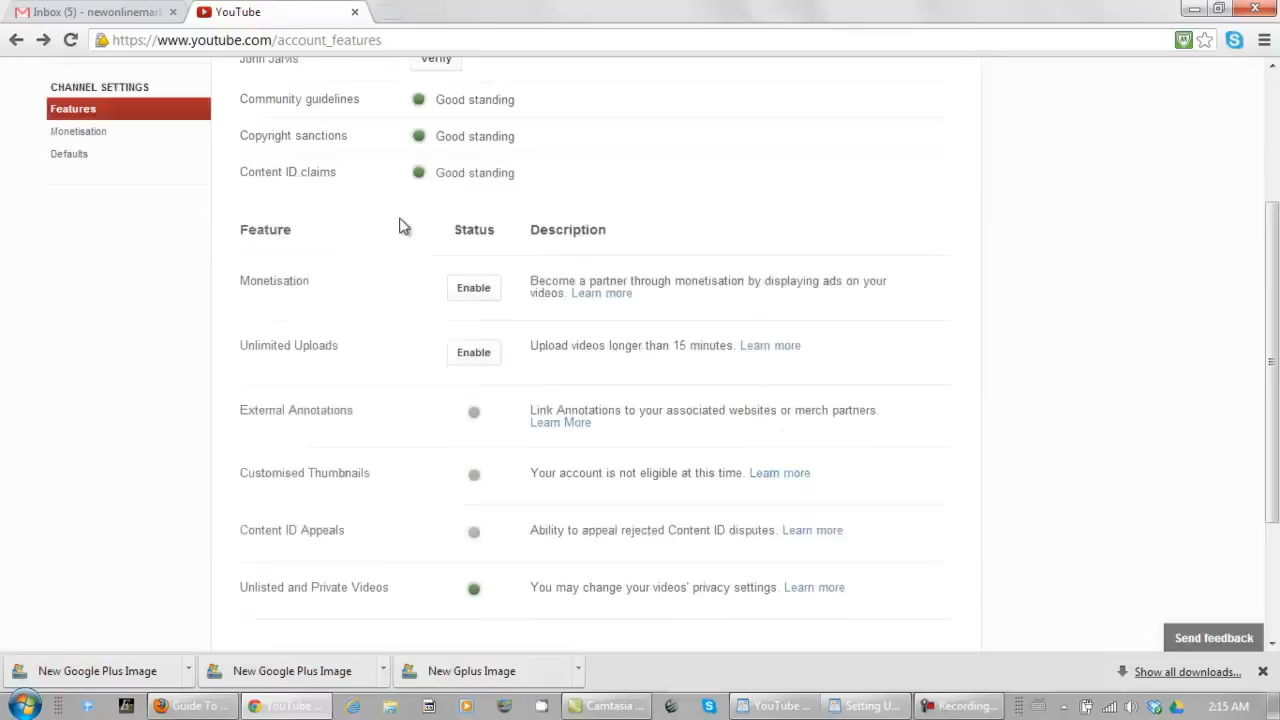 Inbox (5) - newonlinemar
YouTube
https://www.youtube.com/account_features
John Jarvis
Verify
CHANNEL SETTINGS
Features
Monetisation
Defaults
Community guidelines
Good standing
Copyright sanctions
Good standing
Content ID claims
Good standing
Feature
Status
Description
Monetisation
Enable
Become a partner through monetisation by displaying ads on your
videos. Learn more
Unlimited Uploads
Enable
Upload videos longer than 15 minutes. Learn more
External Annotations
Link Annotations to your associated websites or merch partners.
Learn More
Customised Thumbnails
Your account is not eligible at this time. Learn more
Content ID Appeals
Ability to appeal rejected Content ID disputes. Learn more
Unlisted and Private Videos
You may change your videos' privacy settings. Learn more
Send feedback
New Google Plus Image
New Google Plus Image
New Gplus Image
Show all downloads...
Guide To ...
YouTube ...
Camtasia ...
YouTube ...
Setting U...
Recording...
2:15 AM